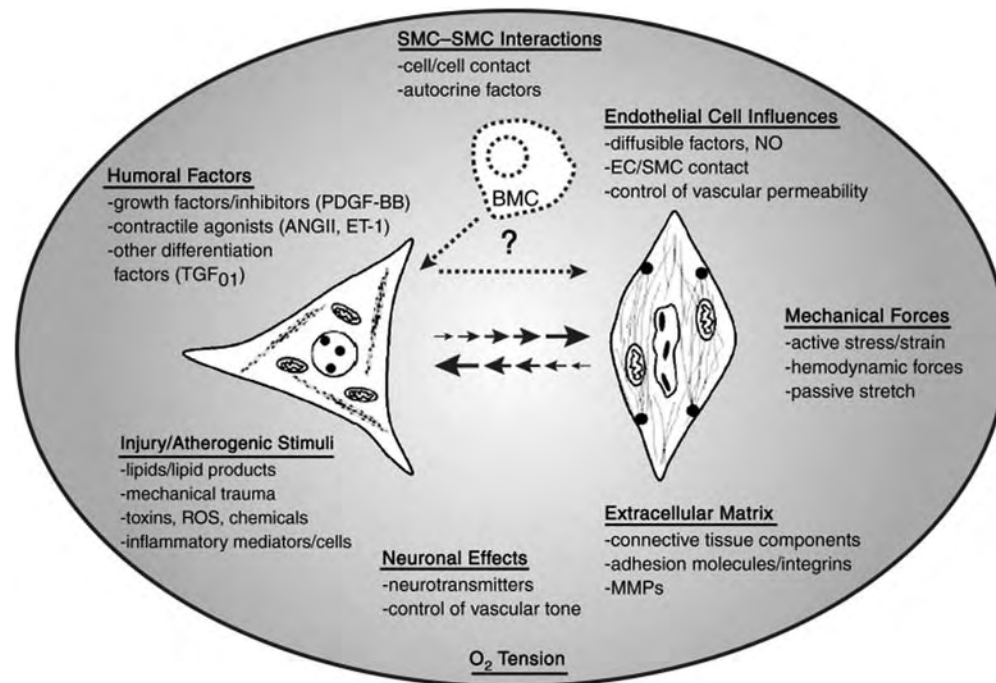 SMC–SMC Interactions
-cell/cell contact
-autocrine factors
Endothelial Cell Influences
-diffusible factors, NO
-EC/SMC contact
-control of vascular permeability
Humoral Factors
-growth factors/inhibitors (PDGF-BB)
-contractile agonists (ANGII, ET-1)
-other differentiation
factors (TGF01)
BMC
?
Mechanical Forces
-active stress/strain
-hemodynamic forces
-passive stretch
Injury/Atherogenic Stimuli
-lipids/lipid products
-mechanical trauma
-toxins, ROS, chemicals
-inflammatory mediators/cells
Extracellular Matrix
-connective tissue components
-adhesion molecules/integrins
-MMPs
Neuronal Effects
-neurotransmitters
-control of vascular tone
O2 Tension